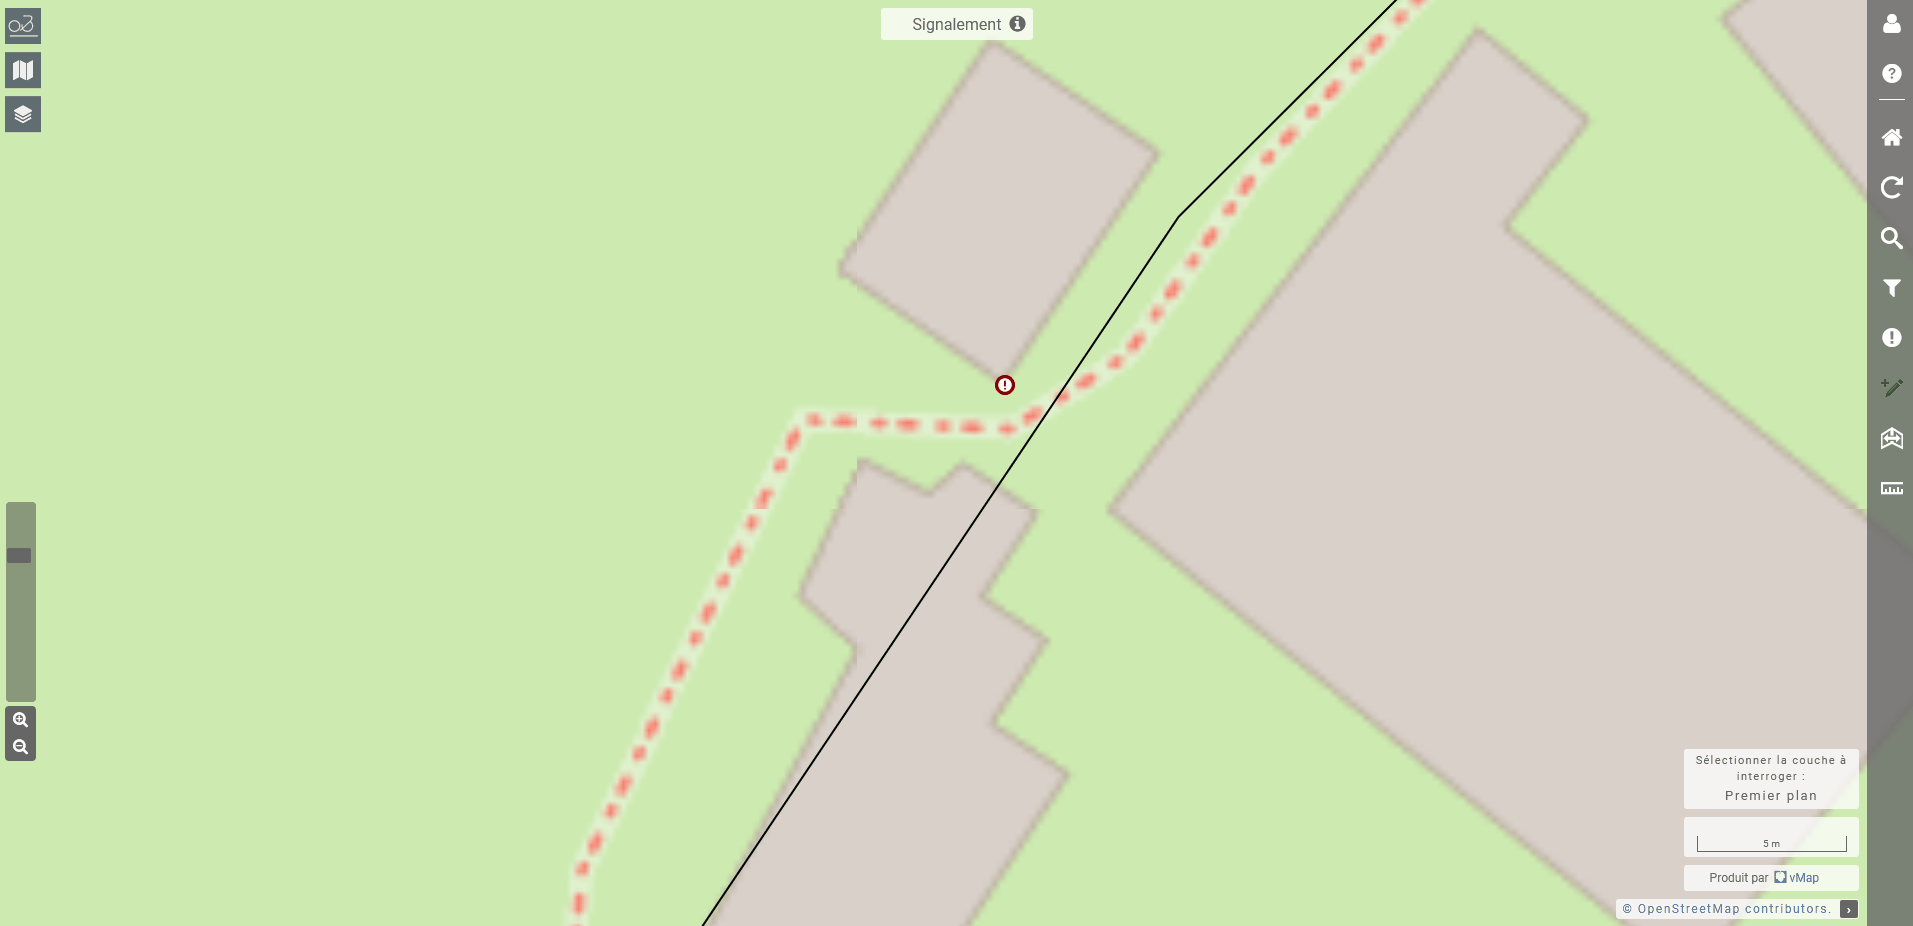 Signalement
Sélectionner la couche à
interroger :
Premier plan
5 m
Produit par vMap
© OpenStreetMap contributors.